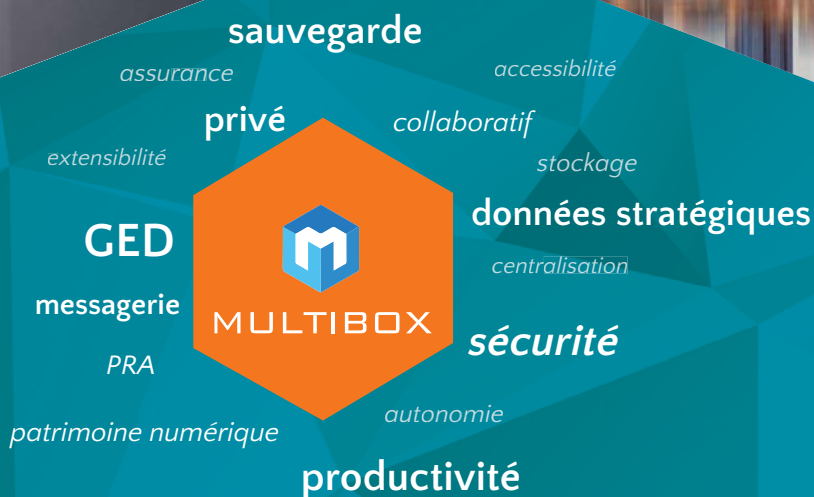 sauvegarde
assurance
accessibilité
privé
collaboratif
extensibilité
stockage
données stratégiques
GED
centralisation
messagerie
MULTIBOX
sécurité
PRA
autonomie
patrimoine numérique
productivité